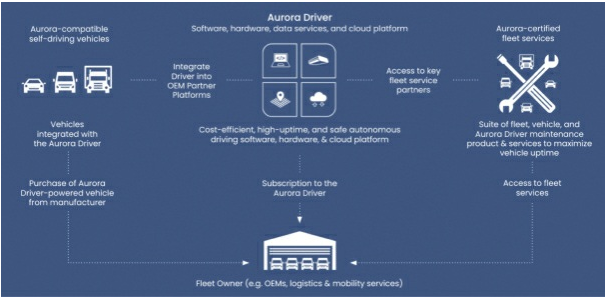 Aurora Driver
Software, hardware, data services, and cloud platform
Aurora-compatible
self-driving vehicles
Aurora-certified
fleet services
Integrate
Driver into
OEM Partner
Platforms
Access to key
fleet service
partners
Vehicles
integrated with
the Aurora Driver
Cost-efficient, high-uptime, and safe autonomous
driving software, hardware, & cloud platform
Suite of fleet, vehicle, and
Aurora Driver maintenance
product & services to maximize
vehicle uptime
Purchase of Aurora
Driver-powered vehicle
from manufacturer
Subscription to the
Aurora Driver
Access to fleet
services
Fleet Owner (e.g. OEMs, logistics & mobility services)